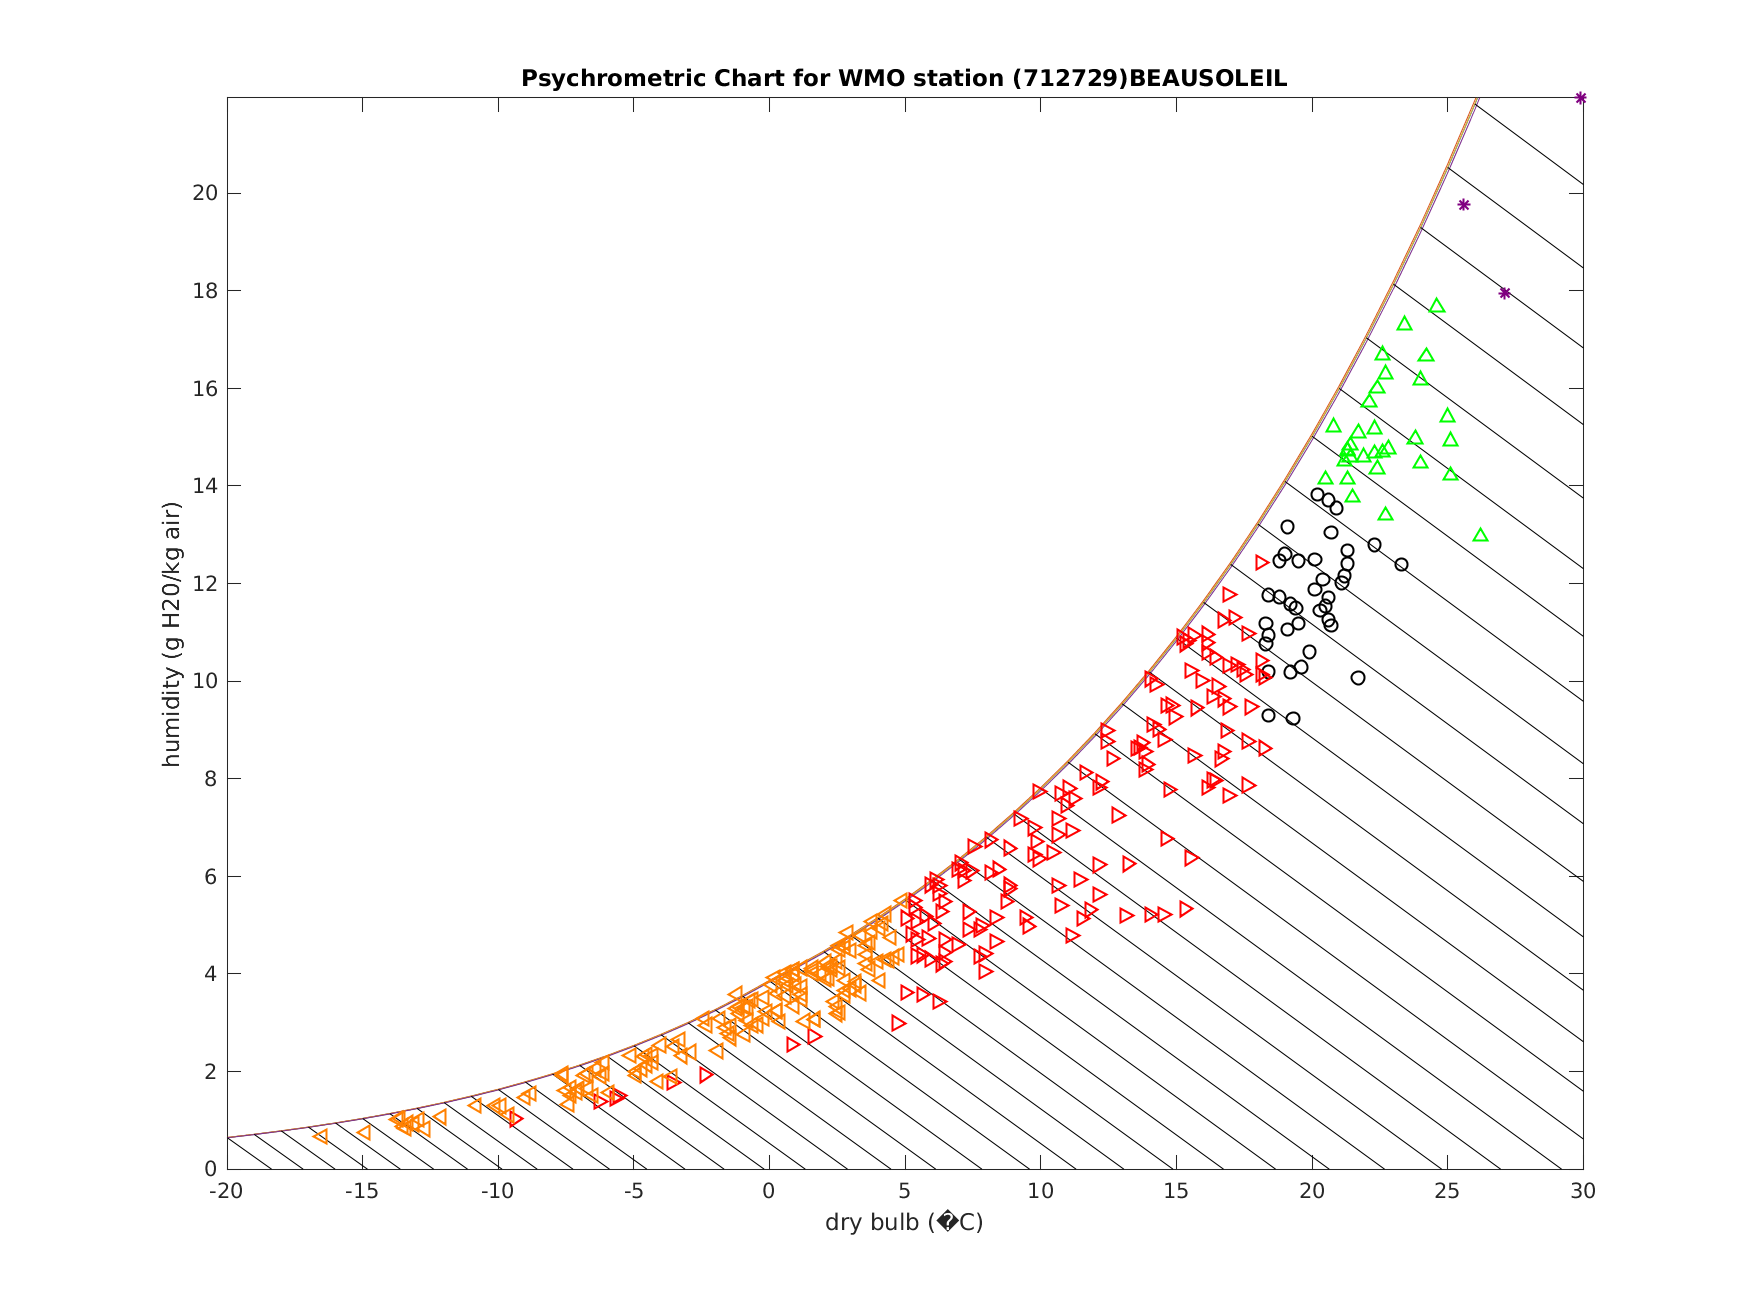 Psychrometric Chart for WMO station (712729)BEAUSOLEIL
humidity (g H20/kg air)
20
18
16
14
12
10
8
6
4
2
0
-20 -15 -10 -5 0 5 10 15 20 25 30
dry bulb (�C)